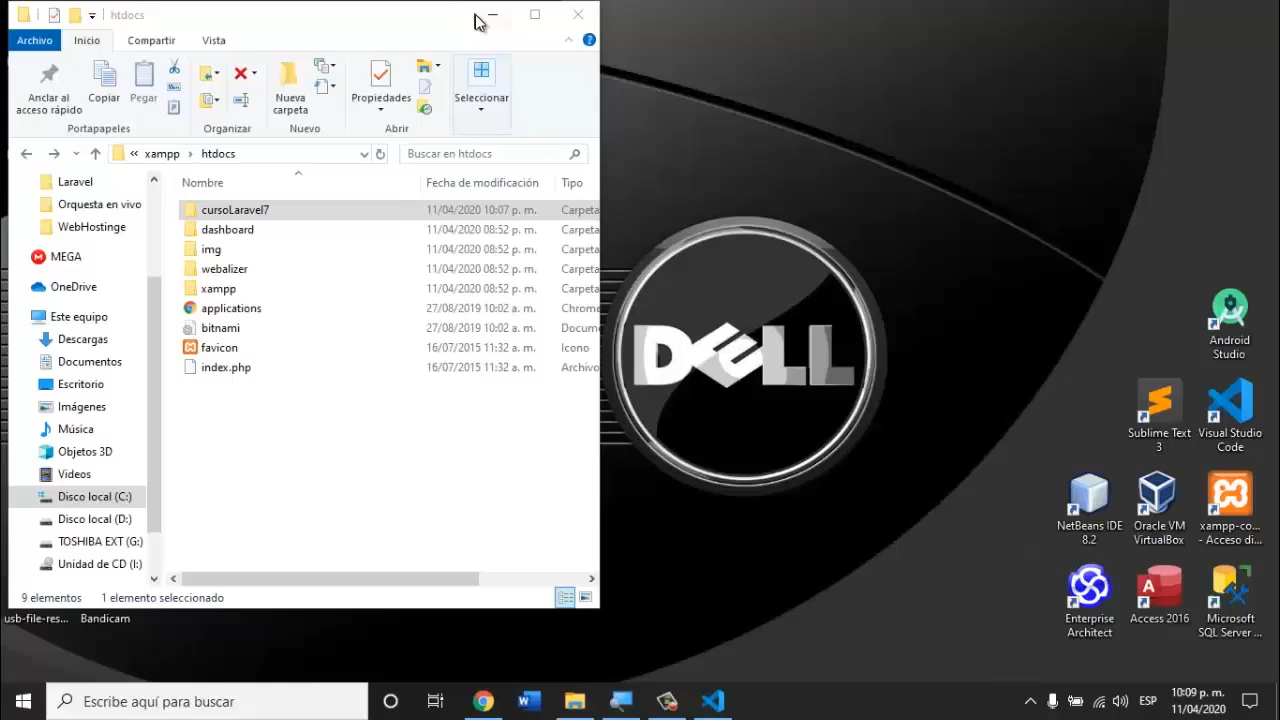 htdocs
Archivo Inicio Compartir Vista
Anclar al acceso rápido
Copiar
Pegar
Portapapeles
Organizar
Nueva carpeta
Nuevo
Propiedades
Abrir
Seleccionar
« xampp › htdocs
Buscar en htdocs
Laravel
Orquesta en vivo
WebHostinge
MEGA
OneDrive
Este equipo
Descargas
Documentos
Escritorio
Imágenes
Música
Objetos 3D
Videos
Disco local (C:)
Disco local (D:)
TOSHIBA EXT (G:)
Unidad de CD (I:)
Nombre Fecha de modificación Tipo
cursoLaravel7 11/04/2020 10:07 p. m. Carpeta
dashboard 11/04/2020 08:52 p. m. Carpeta
img 11/04/2020 08:52 p. m. Carpeta
webalizer 11/04/2020 08:52 p. m. Carpeta
xampp 11/04/2020 08:52 p. m. Carpeta
applications 27/08/2019 10:02 a. m. Chrome
bitnami 27/08/2019 10:02 a. m. Docum
favicon 16/07/2015 11:32 a. m. Icono
index.php 16/07/2015 11:32 a. m. Archivo
9 elementos 1 elemento seleccionado
usb-file-res... Bandicam
DELL
Android Studio
Sublime Text 3
Visual Studio Code
NetBeans IDE 8.2
Oracle VM VirtualBox
xampp-co... - Acceso di...
Enterprise Architect
Access 2016
Microsoft SQL Server ...
Escribe aquí para buscar
ESP
10:09 p. m.
11/04/2020